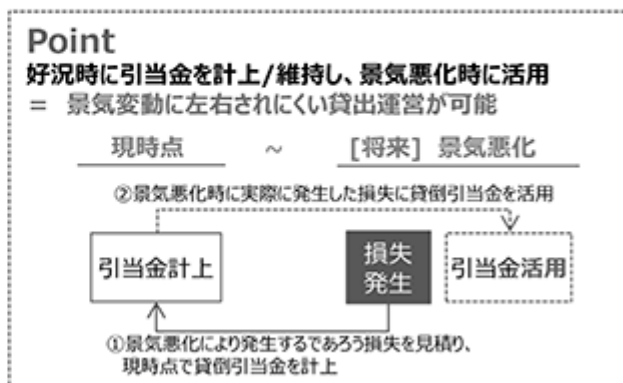 Point
好況時に引当金を計上/維持し、景気悪化時に活用
= 景気変動に左右されにくい貸出運営が可能
現時点 ~ [将来] 景気悪化
②景気悪化時に実際に発生した損失に貸倒引当金を活用
引当金計上
損失
発生
引当金活用
①景気悪化により発生するであろう損失を見積り、
現時点で貸倒引当金を計上